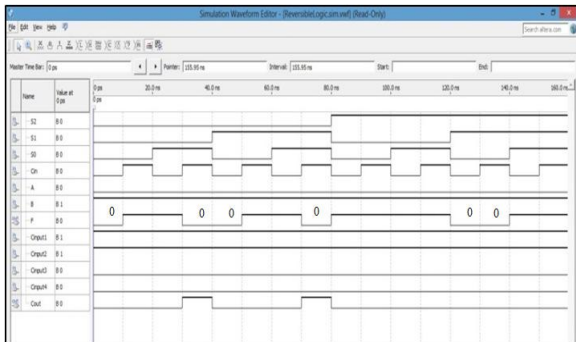 Simulation Waveform Editor - [ReversibleLogic.sim.vwf (Read-Only)]
File Edit View Help
Search altera.com
Master Time Bar: 0 ps
Pointer: 155.95 ns
Interval: 155.95 ns
Start:
End:
Name
Value at
0 ps
0 ps 20.0 ns 40.0 ns 60.0 ns 80.0 ns 100.0 ns 120.0 ns 140.0 ns 160.0 ns
0 ps
S2 B 0
S1 B 0
S0 B 0
Cin B 0
A B 0
B B 1
F B 0 0 0 0 0 0 0
Cinput1 B 1
Cinput2 B 1
Cinput3 B 0
Cinput4 B 0
Cout B 0